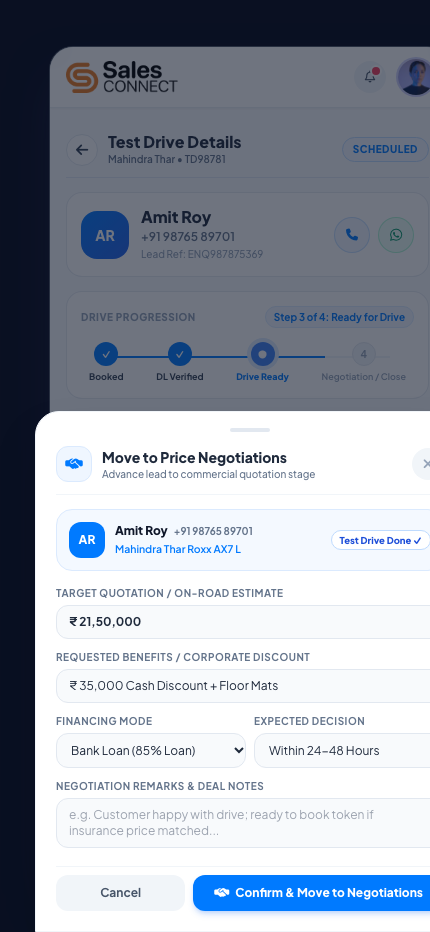 Sales
CONNECT
Test Drive Details
Mahindra Thar • TD98781
SCHEDULED
AR
Amit Roy
+91 98765 89701
Lead Ref: ENQ987875369
DRIVE PROGRESSION
Step 3 of 4: Ready for Drive
4
Booked
DL Verified
Drive Ready
Negotiation / Close
Move to Price Negotiations
Advance lead to commercial quotation stage
AR
Amit Roy +91 98765 89701
Mahindra Thar Roxx AX7 L
Test Drive Done ✓
TARGET QUOTATION / ON-ROAD ESTIMATE
₹ 21,50,000
REQUESTED BENEFITS / CORPORATE DISCOUNT
₹ 35,000 Cash Discount + Floor Mats
FINANCING MODE
EXPECTED DECISION
Bank Loan (85% Loan)
Within 24–48 Hours
NEGOTIATION REMARKS & DEAL NOTES
e.g. Customer happy with drive; ready to book token if
insurance price matched...
Cancel
Confirm & Move to Negotiations